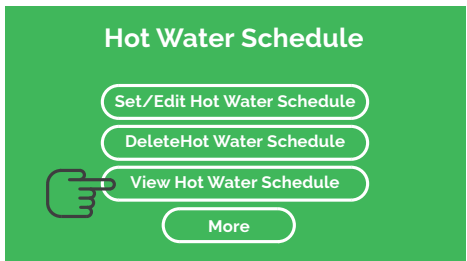 Hot Water Schedule
Set/Edit Hot Water Schedule
DeleteHot Water Schedule
View Hot Water Schedule
More